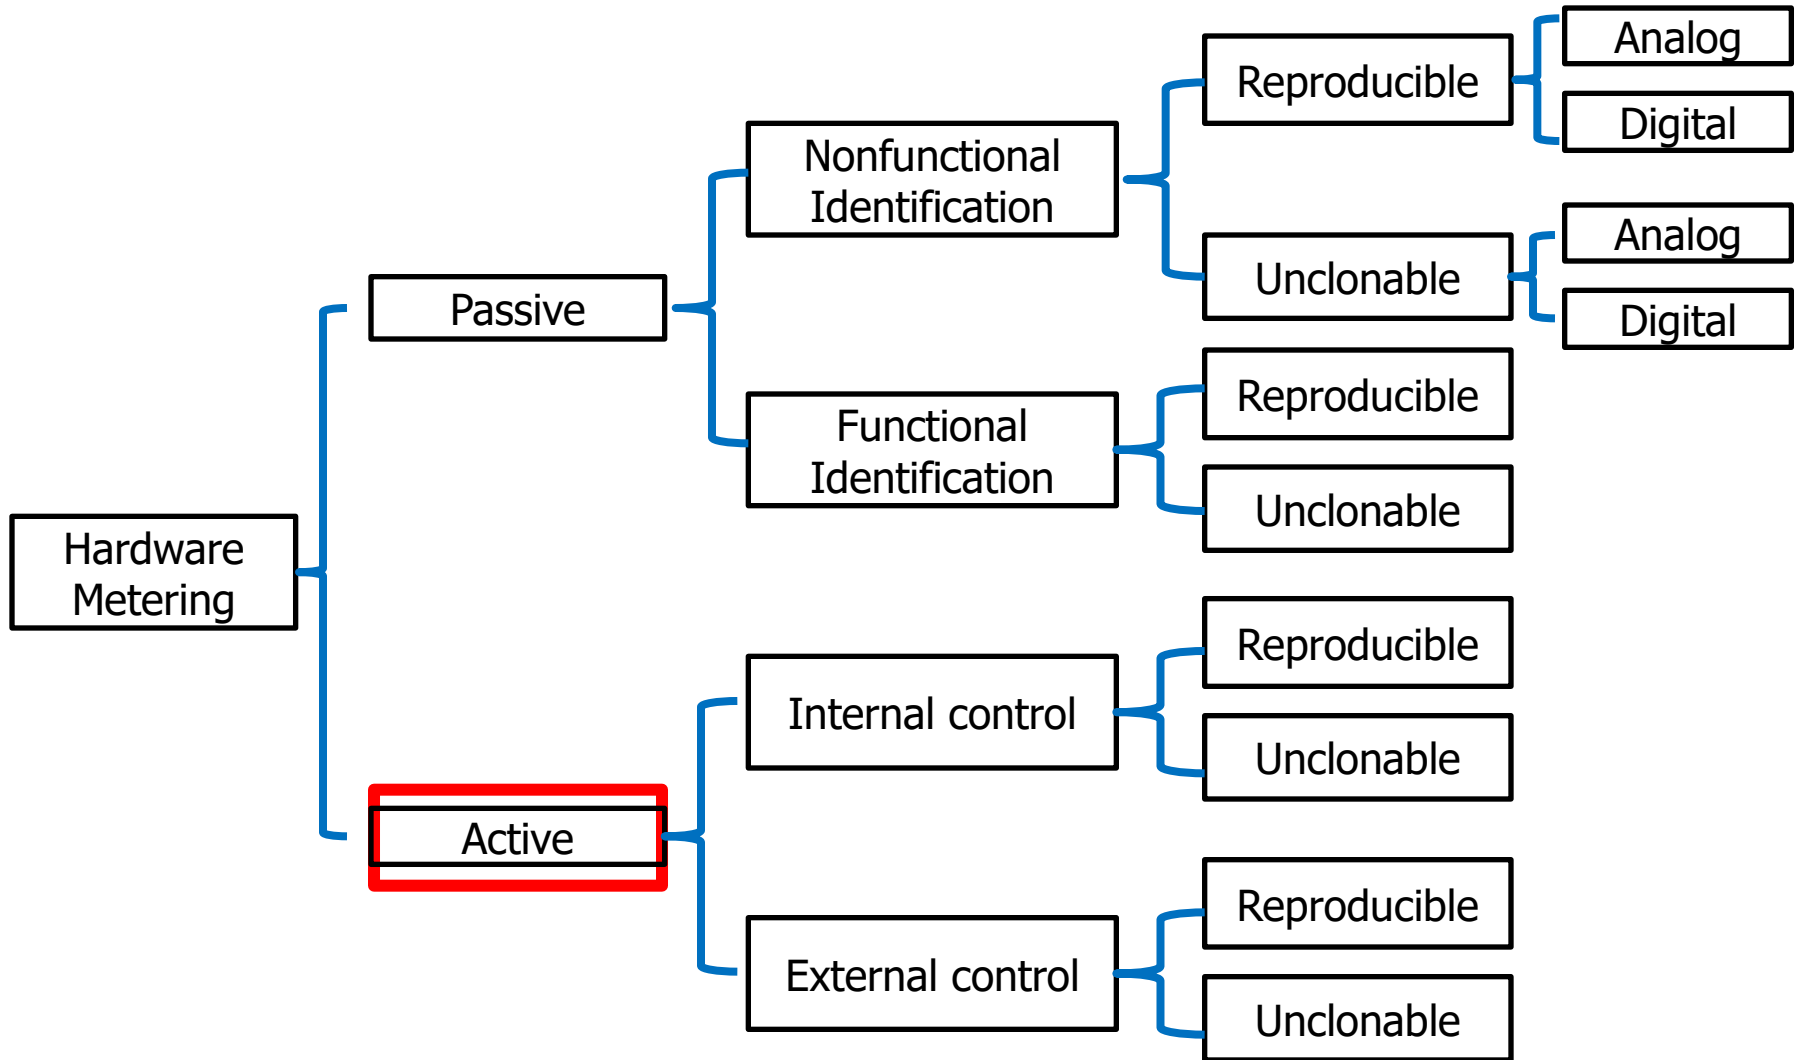 Hardware
Metering
Passive
Nonfunctional
Identification
Reproducible
Analog
Digital
Unclonable
Analog
Digital
Functional
Identification
Reproducible
Unclonable
Active
Internal control
Reproducible
Unclonable
External control
Reproducible
Unclonable